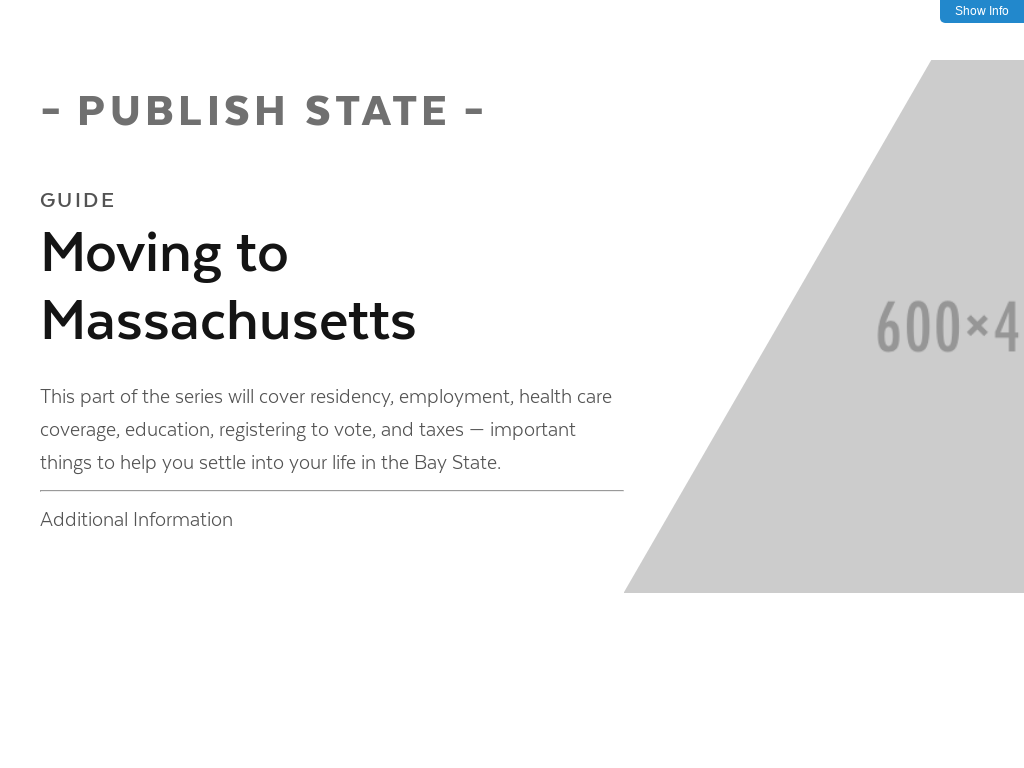 Show Info
- PUBLISH STATE -
GUIDE
Moving to
Massachusetts
This part of the series will cover residency, employment, health care
coverage, education, registering to vote, and taxes — important
things to help you settle into your life in the Bay State.
Additional Information
600×4